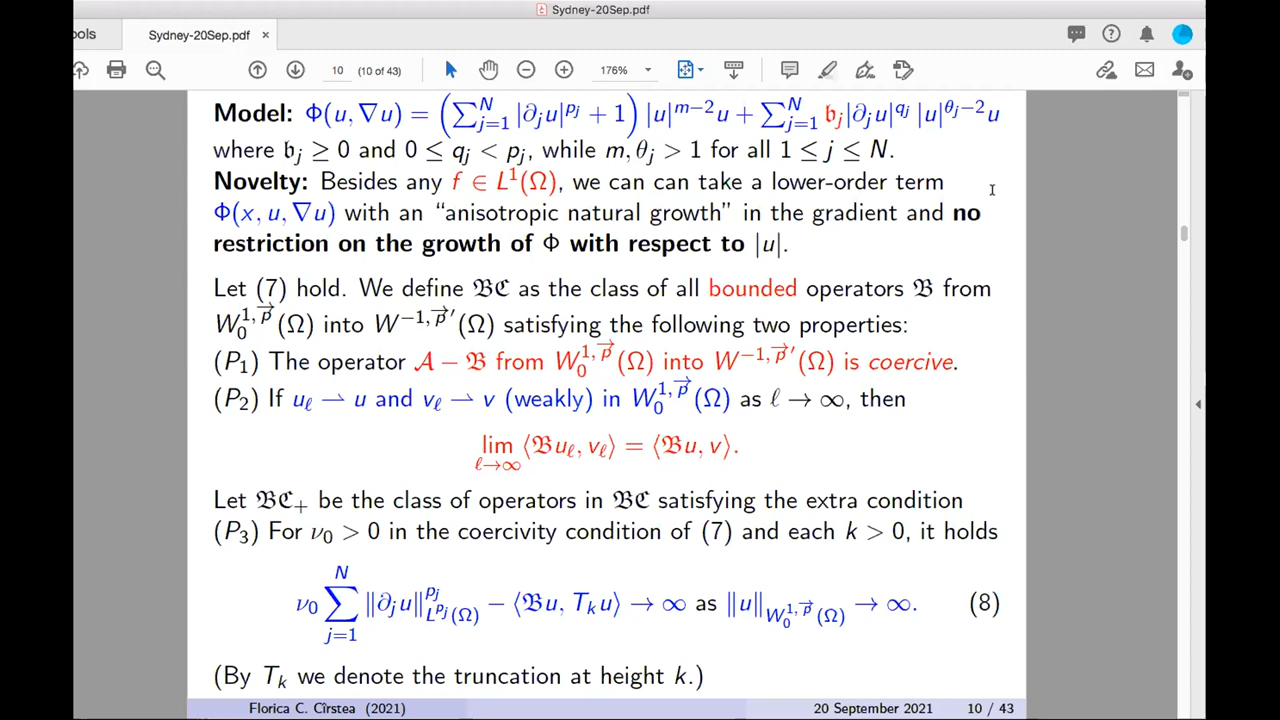 Sydney-20Sep.pdf
ools Sydney-20Sep.pdf ×
10 (10 of 43) 176%
Model: Φ(u, ∇u) = (∑_{j=1}^{N} |∂_j u|^{p_j} + 1) |u|^{m−2}u + ∑_{j=1}^{N} 𝔟_j |∂_j u|^{q_j} |u|^{θ_j−2}u
where 𝔟_j ≥ 0 and 0 ≤ q_j < p_j, while m, θ_j > 1 for all 1 ≤ j ≤ N.
Novelty: Besides any f ∈ L^1(Ω), we can can take a lower-order term
Φ(x, u, ∇u) with an “anisotropic natural growth” in the gradient and no
restriction on the growth of Φ with respect to |u|.
Let (7) hold. We define 𝔅ℭ as the class of all bounded operators 𝔅 from
W_0^{1,\overrightarrow{p}}(Ω) into W^{−1,\overrightarrow{p}′}(Ω) satisfying the following two properties:
(P_1) The operator 𝒜 − 𝔅 from W_0^{1,\overrightarrow{p}}(Ω) into W^{−1,\overrightarrow{p}′}(Ω) is coercive.
(P_2) If u_ℓ ⇀ u and v_ℓ ⇀ v (weakly) in W_0^{1,\overrightarrow{p}}(Ω) as ℓ → ∞, then
lim_{ℓ→∞} ⟨𝔅u_ℓ, v_ℓ⟩ = ⟨𝔅u, v⟩.
Let 𝔅ℭ_+ be the class of operators in 𝔅ℭ satisfying the extra condition
(P_3) For ν_0 > 0 in the coercivity condition of (7) and each k > 0, it holds
ν_0 ∑_{j=1}^{N} ‖∂_j u‖_{L^{p_j}(Ω)}^{p_j} − ⟨𝔅u, T_k u⟩ → ∞ as ‖u‖_{W_0^{1,\overrightarrow{p}}(Ω)} → ∞. (8)
(By T_k we denote the truncation at height k.)
Florica C. Cîrstea (2021) 20 September 2021 10 / 43